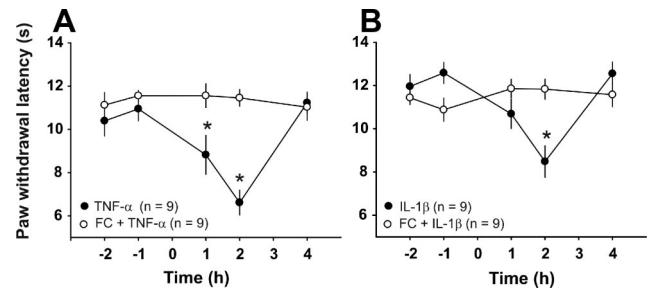 A
B
Paw withdrawal latency (s)
14
12
10
8
6
*
*
TNF-α (n = 9)
FC + TNF-α (n = 9)
-2 -1 0 1 2 4
Time (h)
14
12
10
8
6
*
IL-1β (n = 9)
FC + IL-1β (n = 9)
-2 -1 0 1 2 4
Time (h)